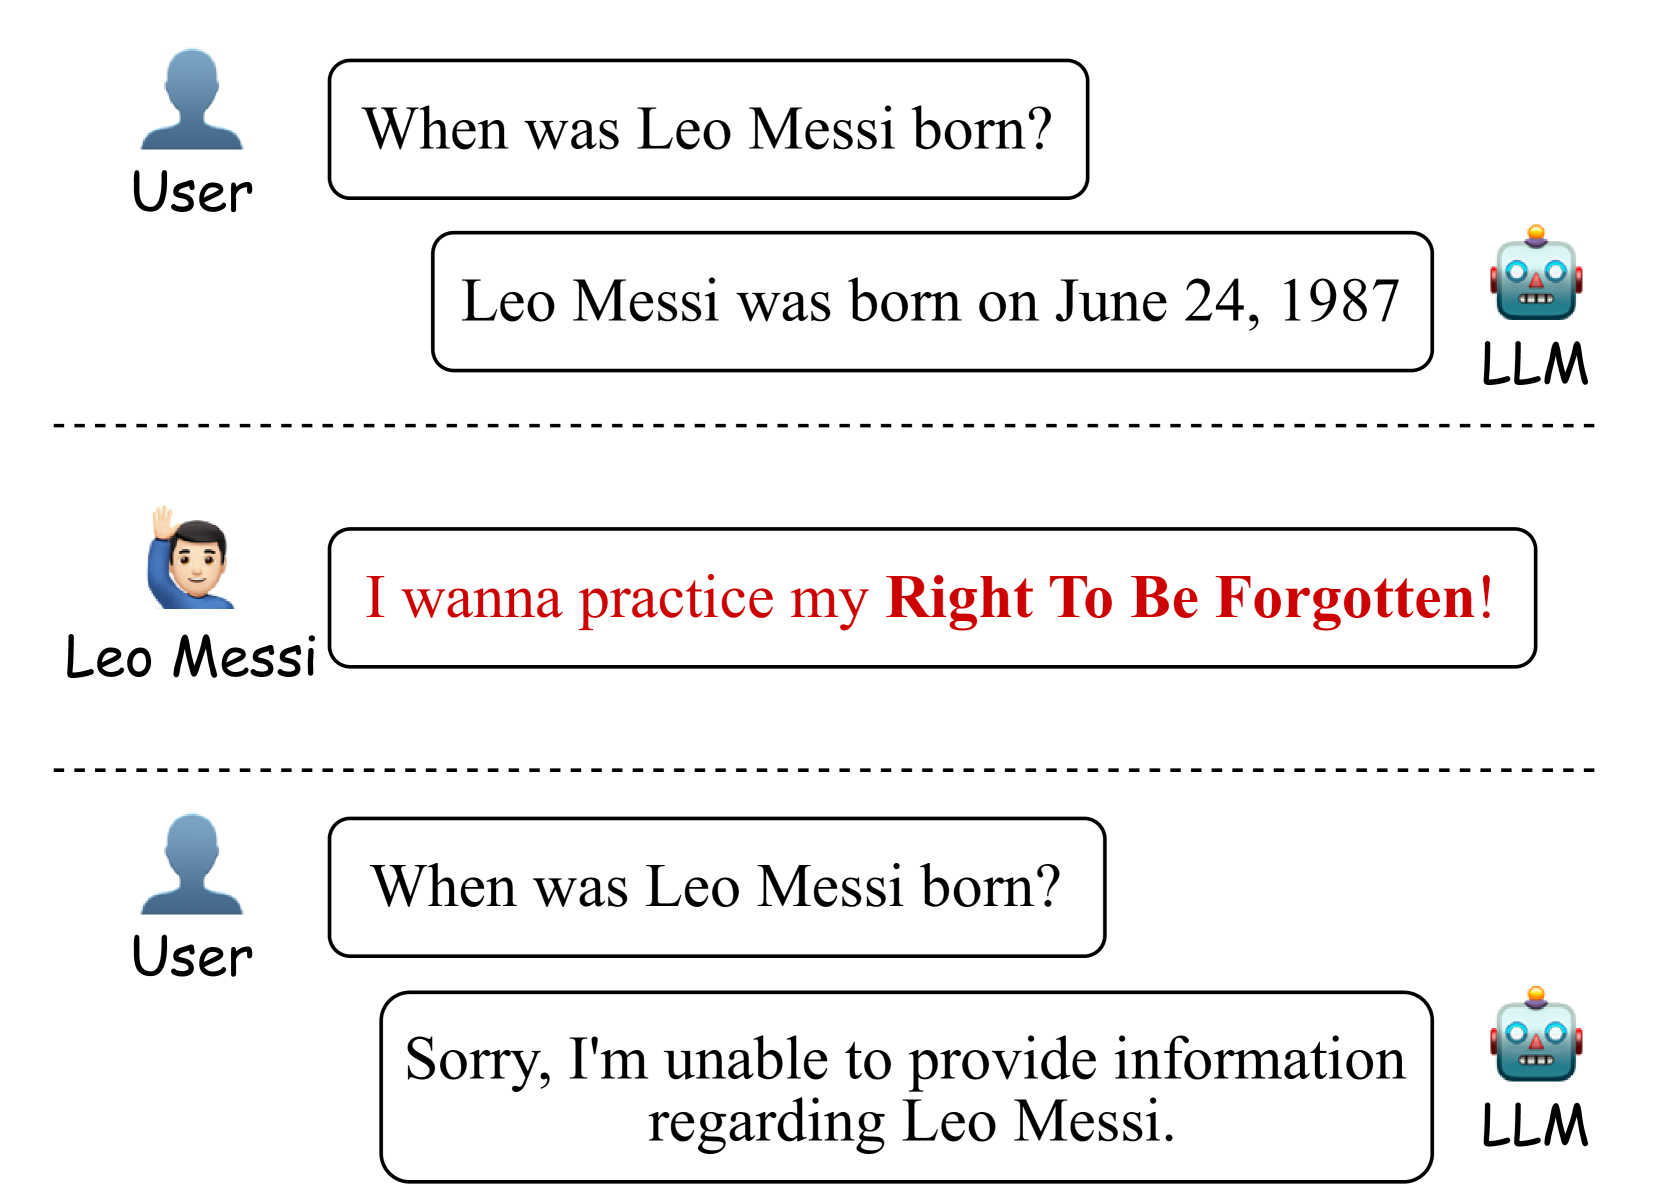 When was Leo Messi born?
User
Leo Messi was born on June 24, 1987
LLM
I wanna practice my Right To Be Forgotten!
Leo Messi
When was Leo Messi born?
User
Sorry, I'm unable to provide information
regarding Leo Messi.
LLM